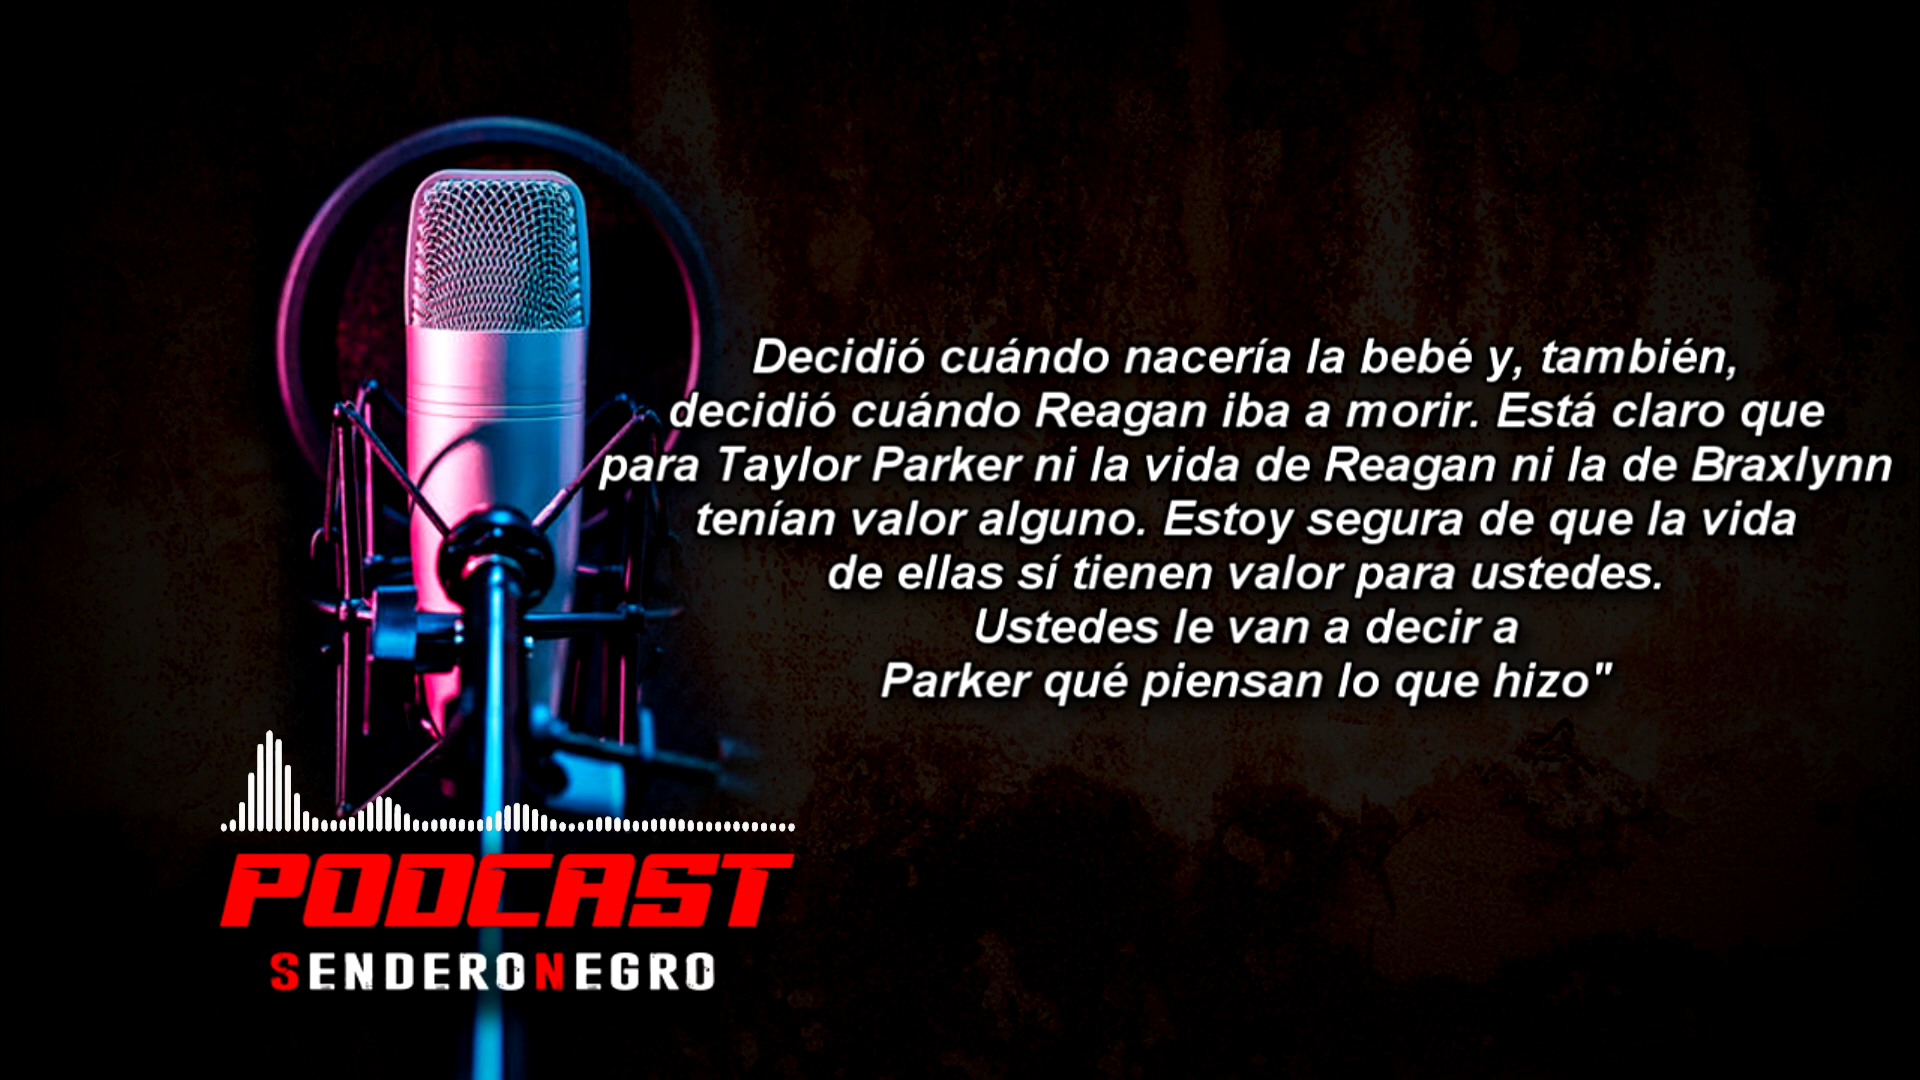 Decidió cuándo nacería la bebé y, también,
decidió cuándo Reagan iba a morir. Está claro que
para Taylor Parker ni la vida de Reagan ni la de Braxlynn
tenían valor alguno. Estoy segura de que la vida
de ellas sí tienen valor para ustedes.
Ustedes le van a decir a
Parker qué piensan lo que hizo"
PODCAST
SENDERONEGRO